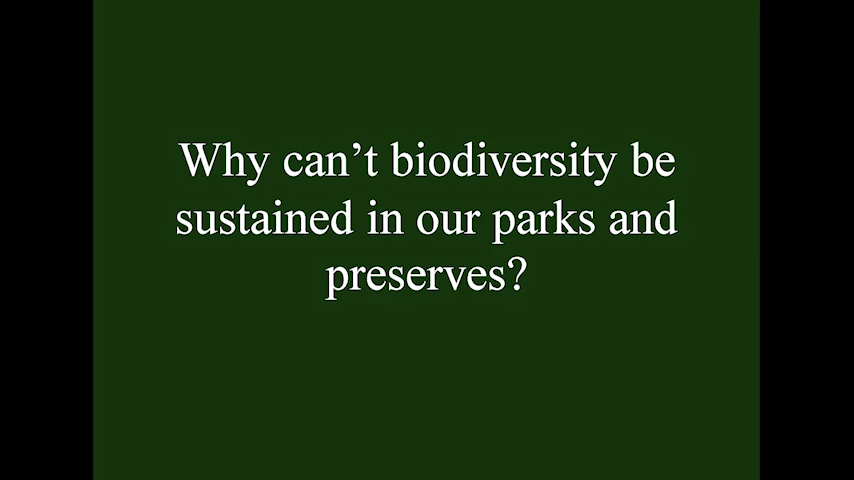 Why can’t biodiversity be
sustained in our parks and
preserves?